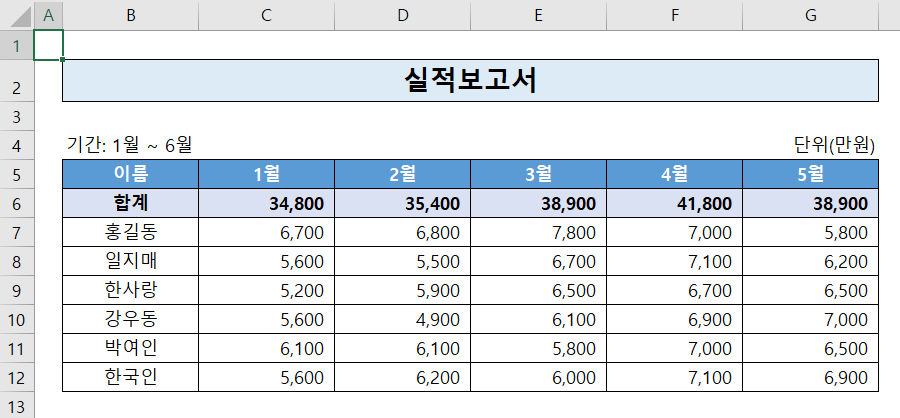 A B C D E F G
1
2 실적보고서
3
4 기간: 1월 ~ 6월 단위(만원)
5 이름 1월 2월 3월 4월 5월
6 합계 34,800 35,400 38,900 41,800 38,900
7 홍길동 6,700 6,800 7,800 7,000 5,800
8 일지매 5,600 5,500 6,700 7,100 6,200
9 한사랑 5,200 5,900 6,500 6,700 6,500
10 강우동 5,600 4,900 6,100 6,900 7,000
11 박여인 6,100 6,100 5,800 7,000 6,500
12 한국인 5,600 6,200 6,000 7,100 6,900
13